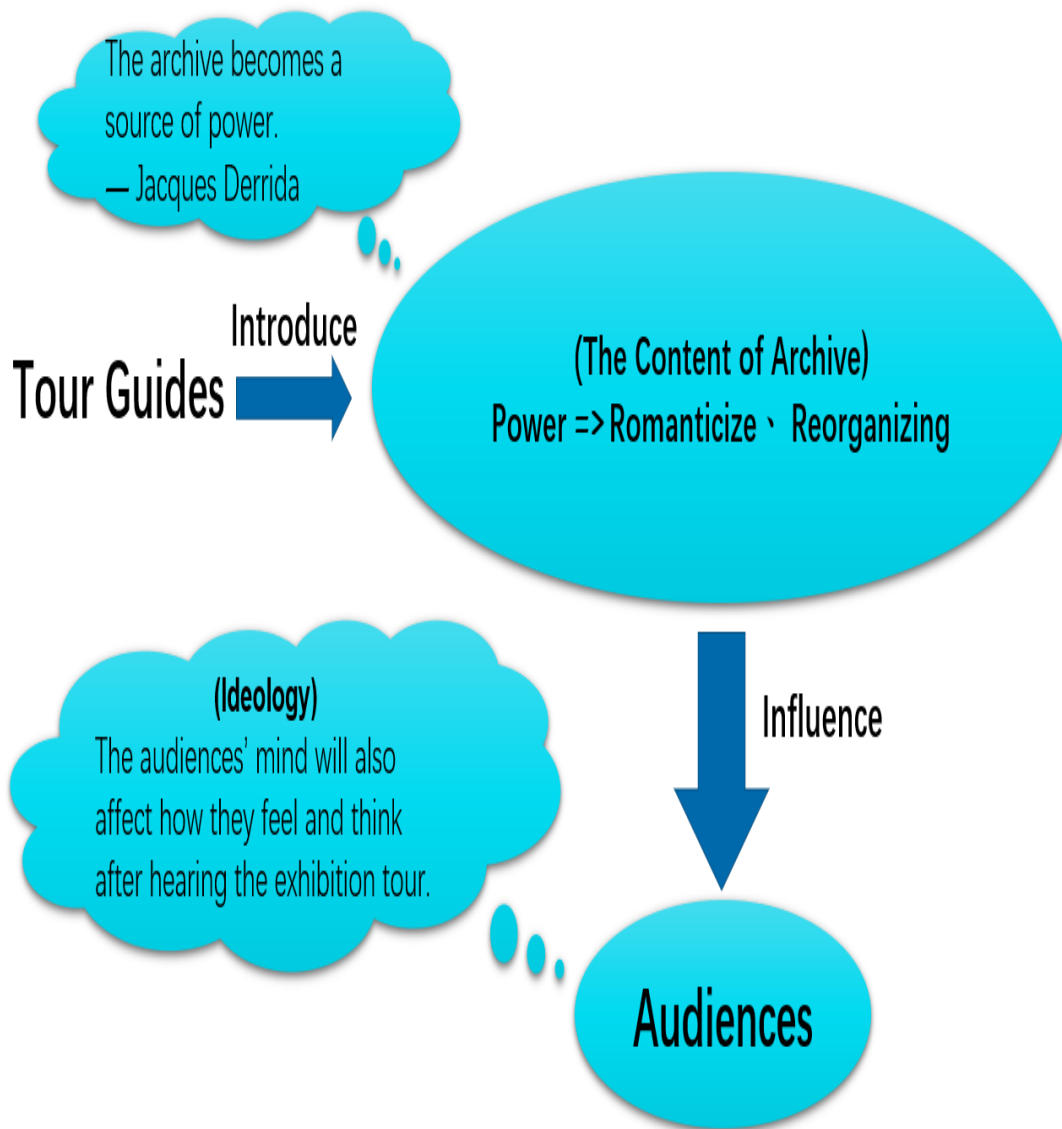 The archive becomes a
source of power.
— Jacques Derrida
Introduce
Tour Guides
(The Content of Archive)
Power => Romanticize、 Reorganizing
(Ideology)
The audiences’ mind will also
affect how they feel and think
after hearing the exhibition tour.
Influence
Audiences